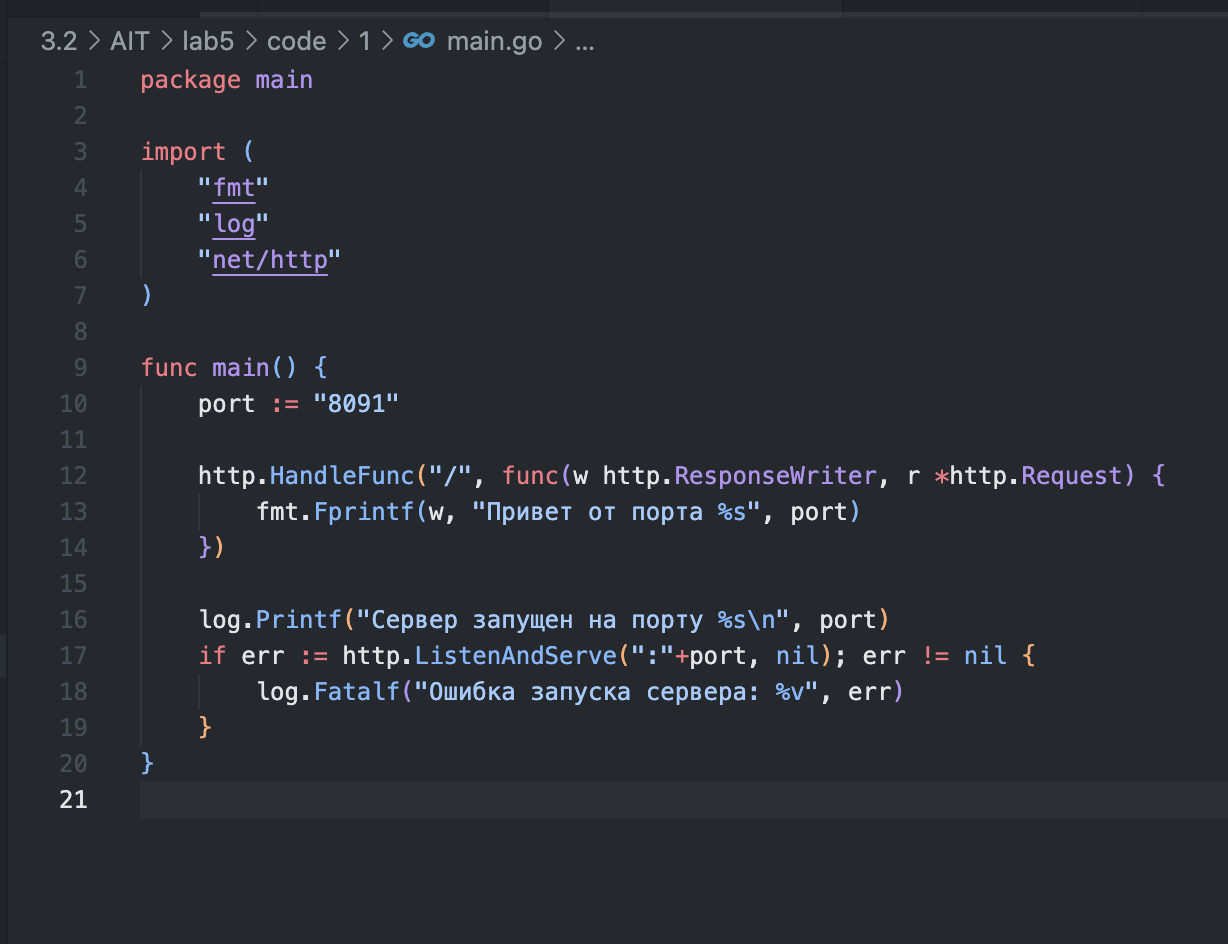 3.2 > AIT > lab5 > code > 1 > GO main.go > ...
1 package main
2
3 import (
4     "fmt"
5     "log"
6     "net/http"
7 )
8
9 func main() {
10     port := "8091"
11
12     http.HandleFunc("/", func(w http.ResponseWriter, r *http.Request) {
13         fmt.Fprintf(w, "Привет от порта %s", port)
14     })
15
16     log.Printf("Сервер запущен на порту %s\n", port)
17     if err := http.ListenAndServe(":"+port, nil); err != nil {
18         log.Fatalf("Ошибка запуска сервера: %v", err)
19     }
20 }
21